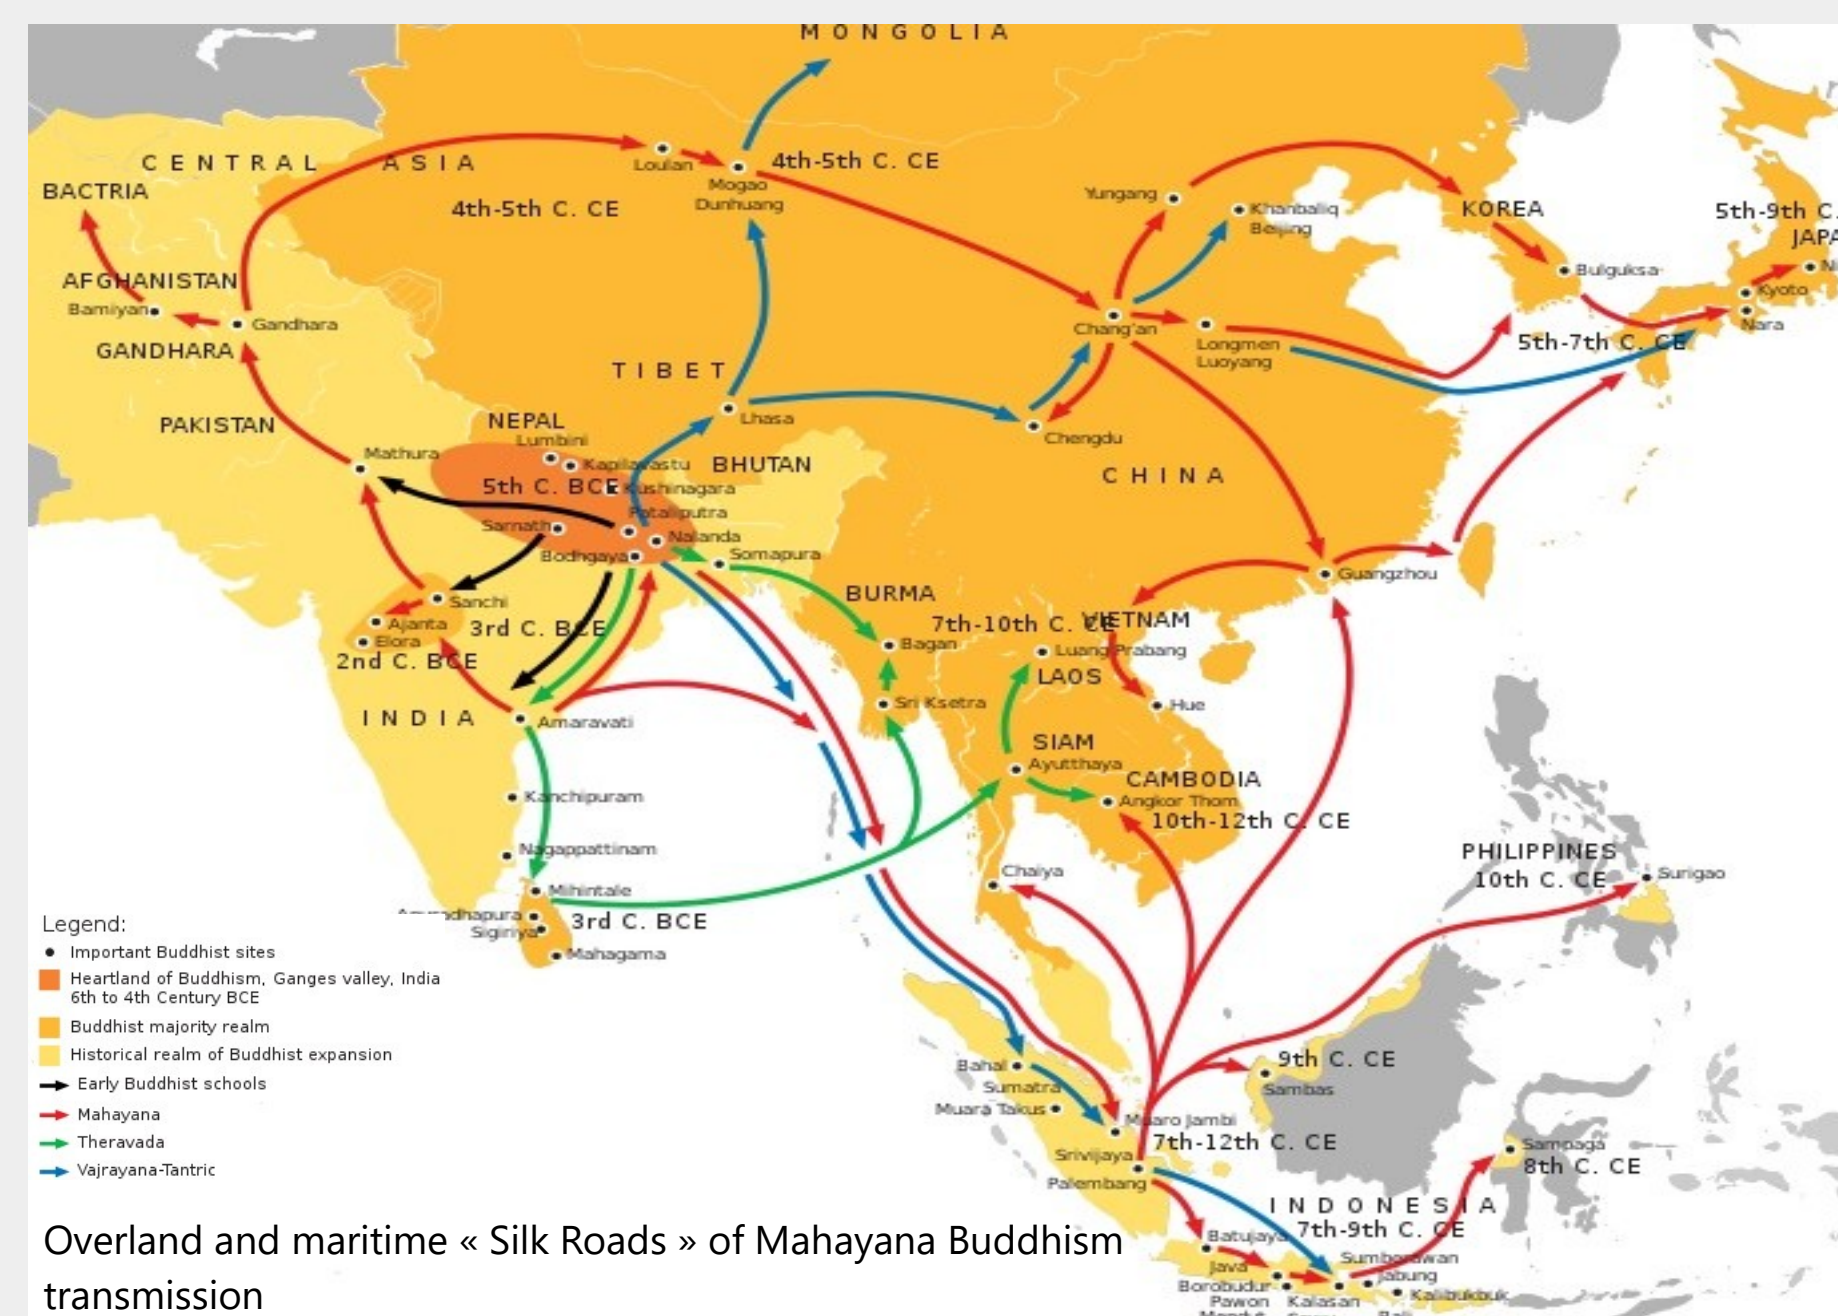 MONGOLIA
CENTRAL ASIA
BACTRIA
Loulan
Mogao
Dunhuang
4th-5th C. CE
4th-5th C. CE
Yungang
Khanbaliq
Beijing
KOREA
5th-9th C.
Bulguksa
Kyoto
Nara
5th-7th C. CE
AFGHANISTAN
Bamiyan
Gandhara
GANDHARA
Chang'an
Longmen
Luoyang
TIBET
Lhasa
Chengdu
CHINA
PAKISTAN
Mathura
NEPAL
Lumbini
Kapilavastu
BHUTAN
5th C. BCE
Kushinagara
Pataliputra
Sarnath
Nalanda
Bodhgaya
Somapura
Guangzhou
Sanchi
Ajanta
Elora
3rd C. BCE
2nd C. BCE
BURMA
7th-10th C. CE
VIETNAM
Bagan
Luang Prabang
LAOS
Sri Ksetra
Hue
INDIA
Amaravati
SIAM
Ayutthaya
CAMBODIA
Angkor Thom
10th-12th C. CE
Kanchipuram
Nagappattinam
Chaiya
PHILIPPINES
10th C. CE
Surigao
Mihintale
Anuradhapura
Sigiriya
3rd C. BCE
Mahagama
Legend:
Important Buddhist sites
Heartland of Buddhism, Ganges valley, India
6th to 4th Century BCE
Buddhist majority realm
Historical realm of Buddhist expansion
Early Buddhist schools
Mahayana
Theravada
Vajrayana-Tantric
Bahal
Sumatra
Muara Takus
Muaro Jambi
7th-12th C. CE
Srivijaya
Palembang
9th C. CE
Sambas
Sampaga
8th C. CE
INDONESIA
7th-9th C. CE
Batujaya
Java
Sumberawan
Jabung
Borobudur
Kalibukbuk
Pawon
Kalasan
Overland and maritime « Silk Roads » of Mahayana Buddhism
transmission